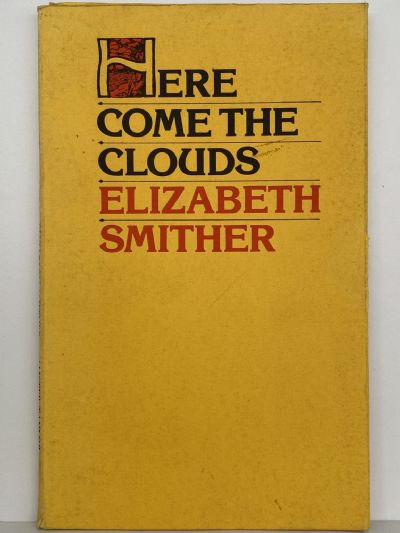 HERE
COME THE
CLOUDS
ELIZABETH
SMITHER